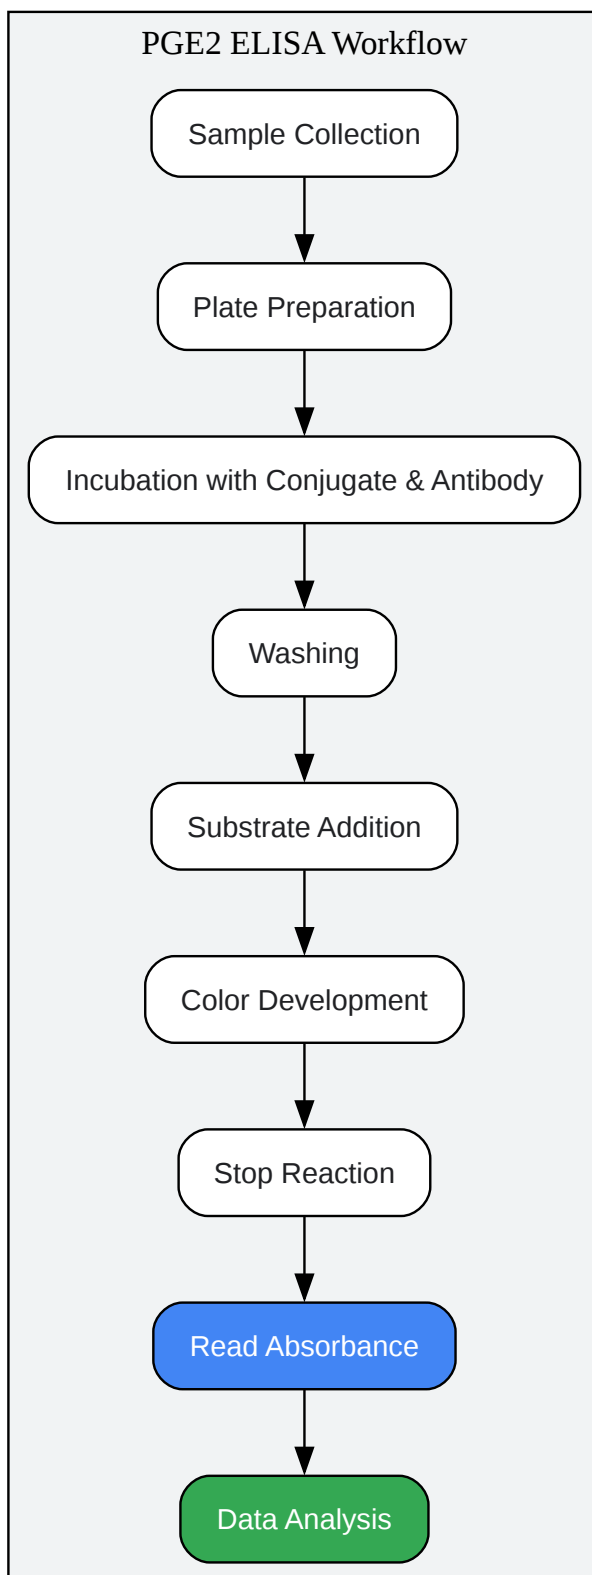 PGE2 ELISA Workflow
Sample Collection
Plate Preparation
Incubation with Conjugate & Antibody
Washing
Substrate Addition
Color Development
Stop Reaction
Read Absorbance
Data Analysis